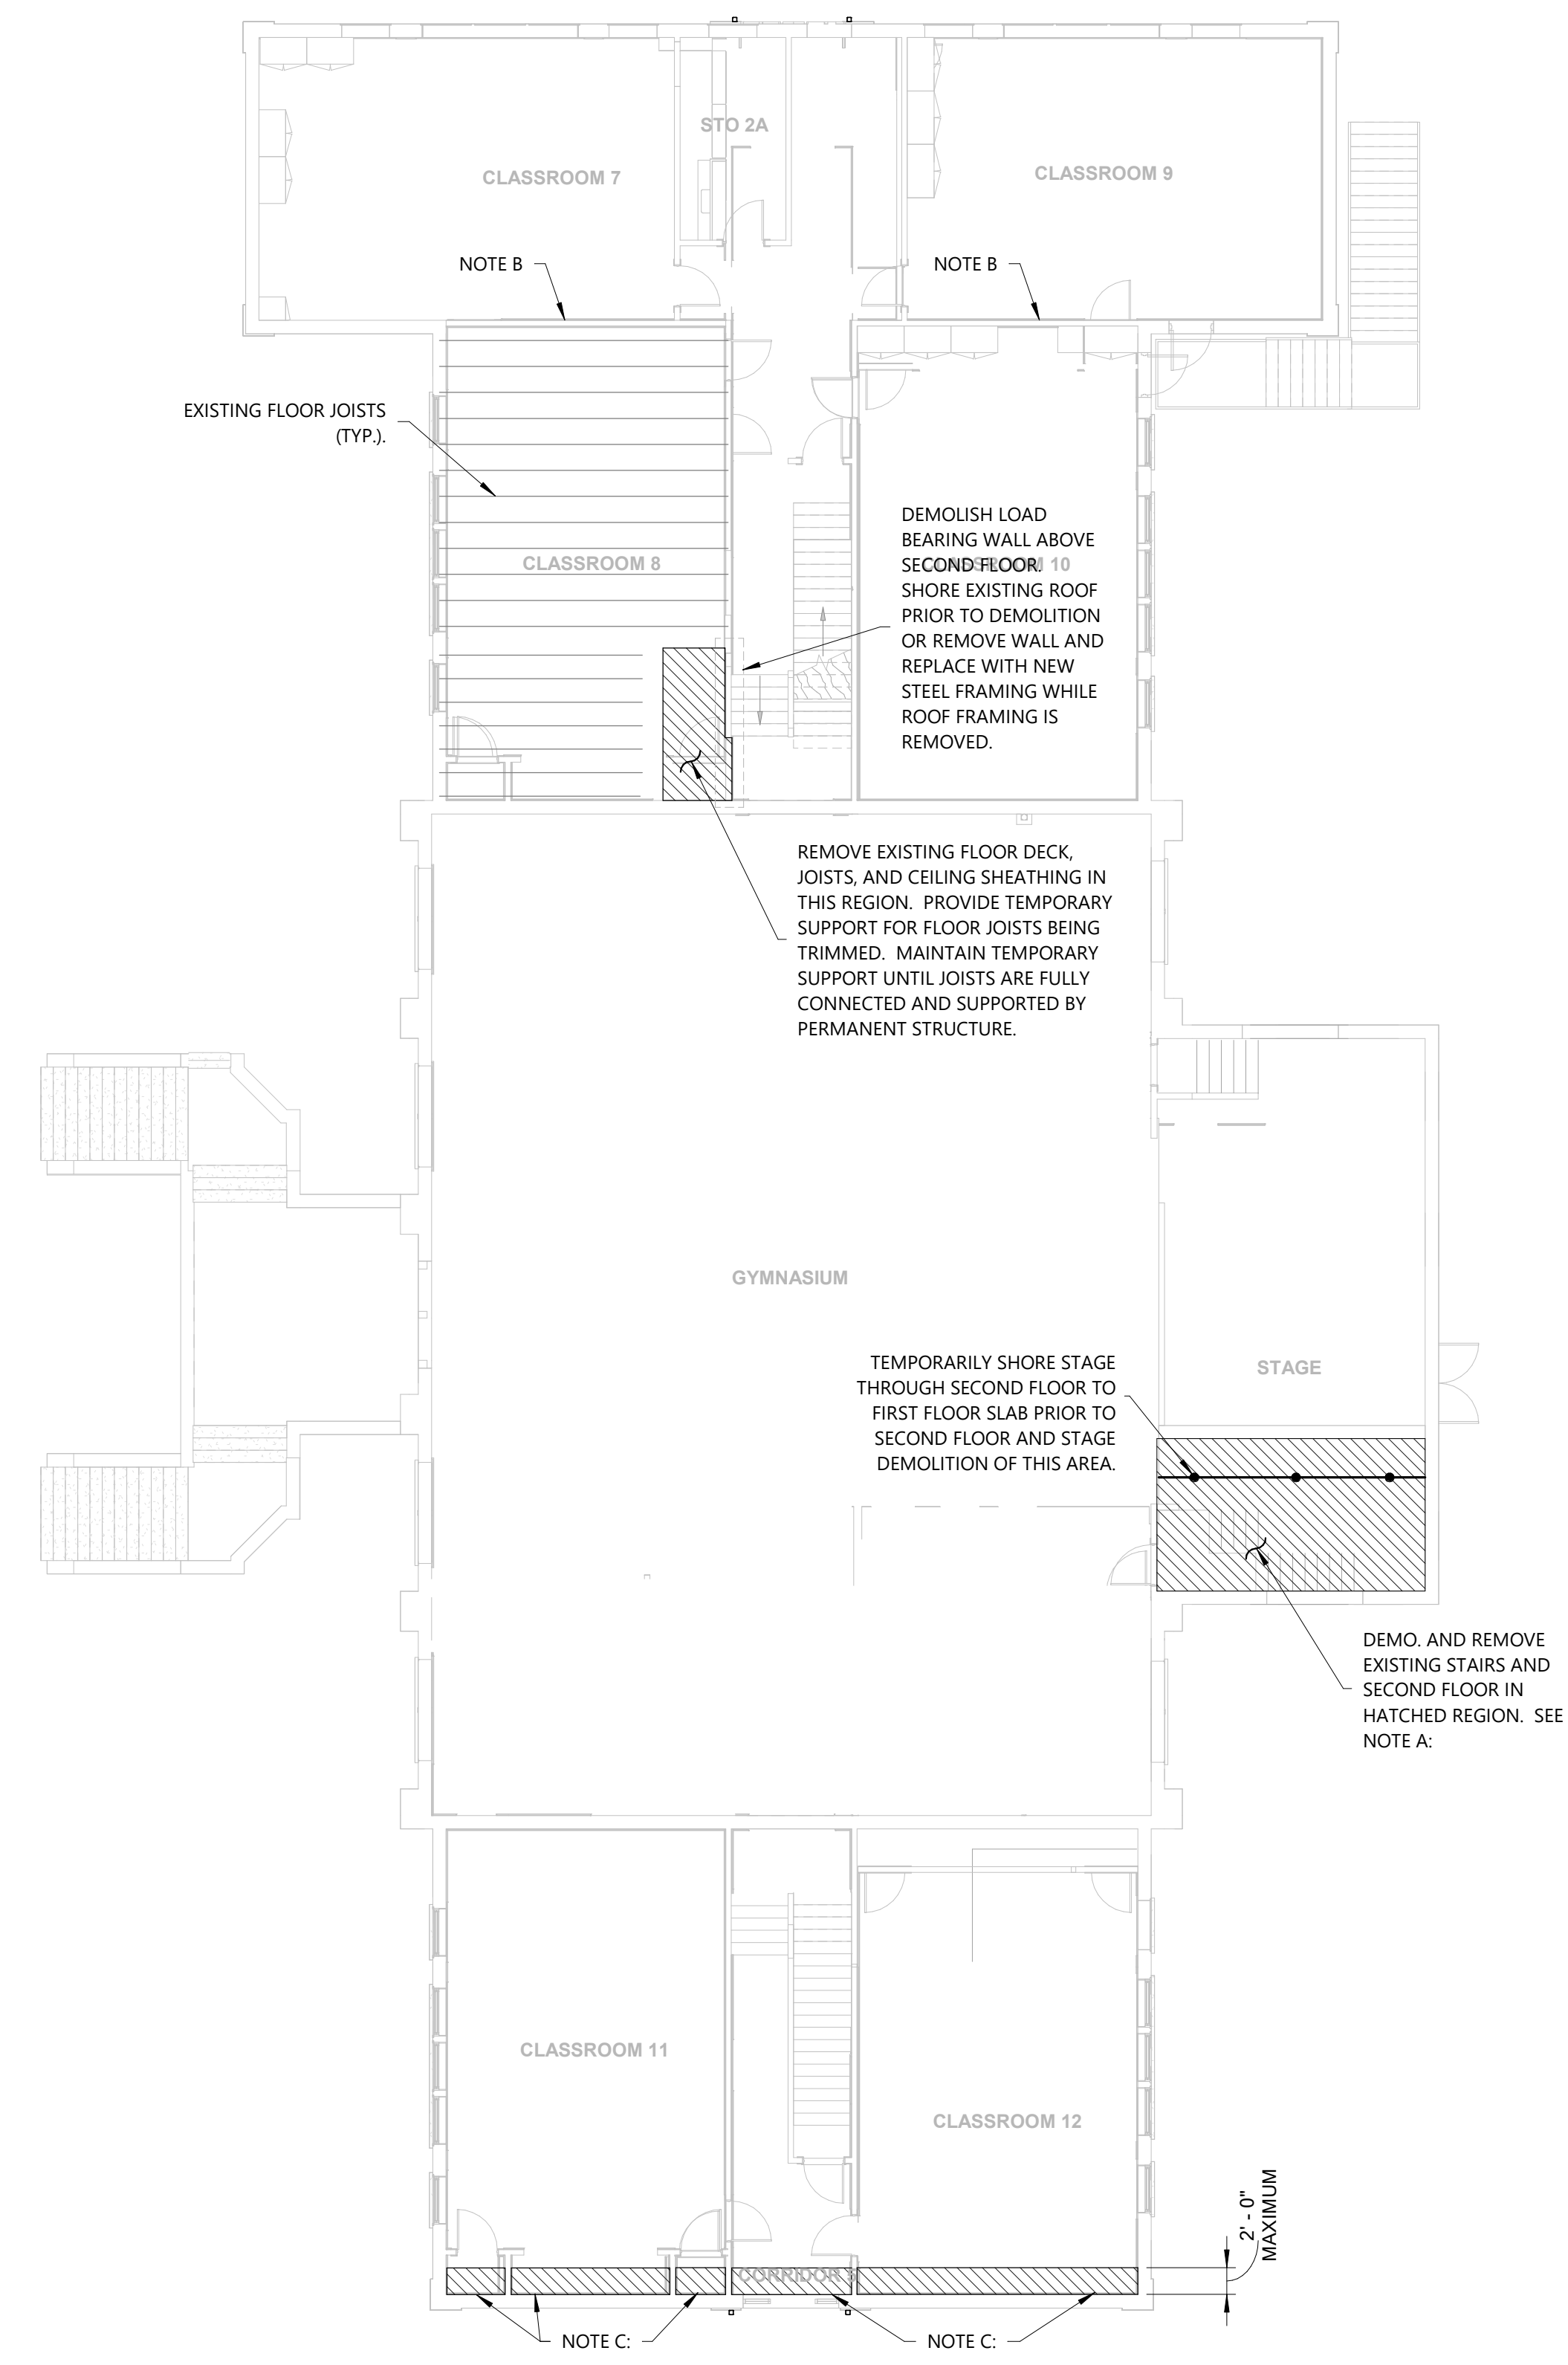 STO 2A
CLASSROOM 7
CLASSROOM 9
NOTE B
NOTE B
EXISTING FLOOR JOISTS
(TYP.).
CLASSROOM 8
CLASSROOM 10
DEMOLISH LOAD
BEARING WALL ABOVE
SECOND FLOOR.
SHORE EXISTING ROOF
PRIOR TO DEMOLITION
OR REMOVE WALL AND
REPLACE WITH NEW
STEEL FRAMING WHILE
ROOF FRAMING IS
REMOVED.
REMOVE EXISTING FLOOR DECK,
JOISTS, AND CEILING SHEATHING IN
THIS REGION. PROVIDE TEMPORARY
SUPPORT FOR FLOOR JOISTS BEING
TRIMMED. MAINTAIN TEMPORARY
SUPPORT UNTIL JOISTS ARE FULLY
CONNECTED AND SUPPORTED BY
PERMANENT STRUCTURE.
GYMNASIUM
TEMPORARILY SHORE STAGE
THROUGH SECOND FLOOR TO
FIRST FLOOR SLAB PRIOR TO
SECOND FLOOR AND STAGE
DEMOLITION OF THIS AREA.
STAGE
DEMO. AND REMOVE
EXISTING STAIRS AND
SECOND FLOOR IN
HATCHED REGION. SEE
NOTE A:
CLASSROOM 11
CLASSROOM 12
2' - 0"
MAXIMUM
CORRIDOR 5
NOTE C:
NOTE C: